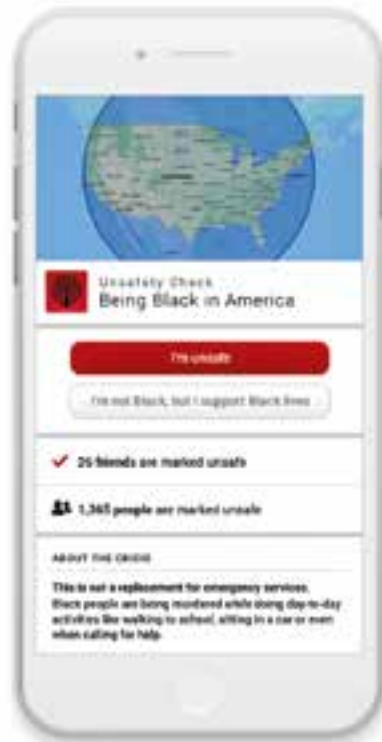 Unsafety Check
Being Black in America
I'm unsafe
I'm not Black, but I support Black lives
26 friends are marked unsafe
1,365 people are marked unsafe
ABOUT THE CRISIS
This is not a replacement for emergency services.
Black people are being murdered while doing day-to-day
activities like walking to school, sitting in a car or even
when calling for help.